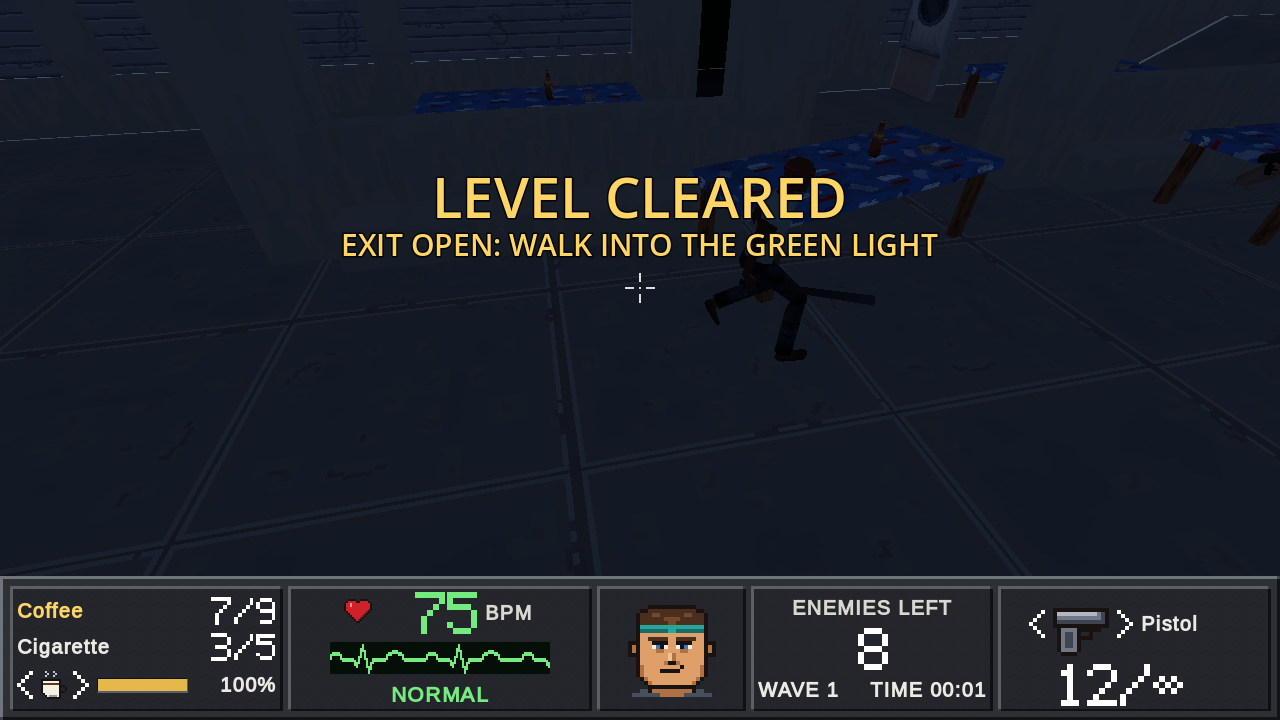 LEVEL CLEARED
EXIT OPEN: WALK INTO THE GREEN LIGHT
Coffee 7/9
Cigarette 3/5
100%
75 BPM
NORMAL
ENEMIES LEFT
8
WAVE 1 TIME 00:01
Pistol
12/∞